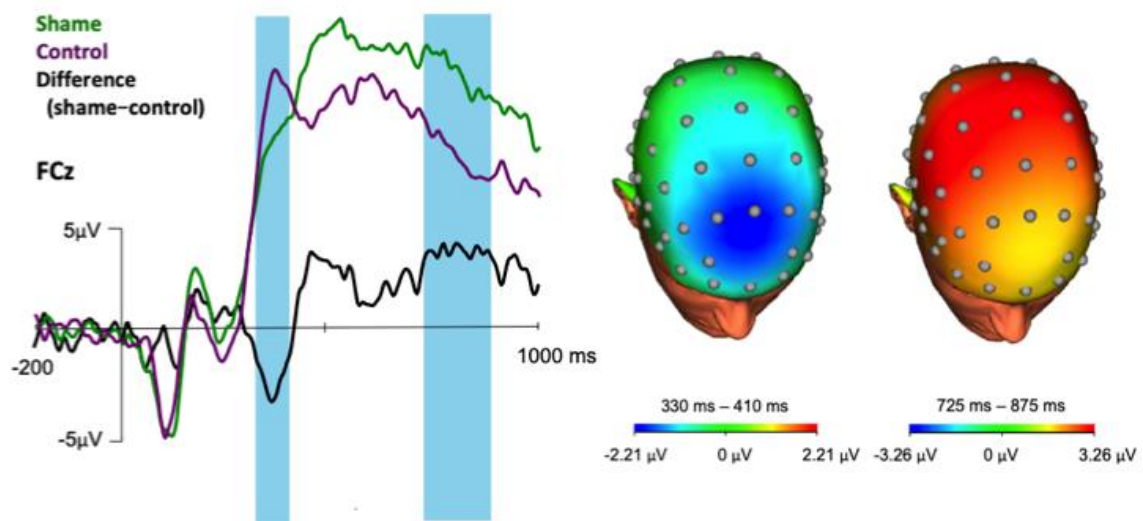 Shame
Control
Difference
(shame−control)
FCz
5µV
-200
1000 ms
-5µV
330 ms – 410 ms
-2.21 µV 0 µV 2.21 µV
725 ms – 875 ms
-3.26 µV 0 µV 3.26 µV